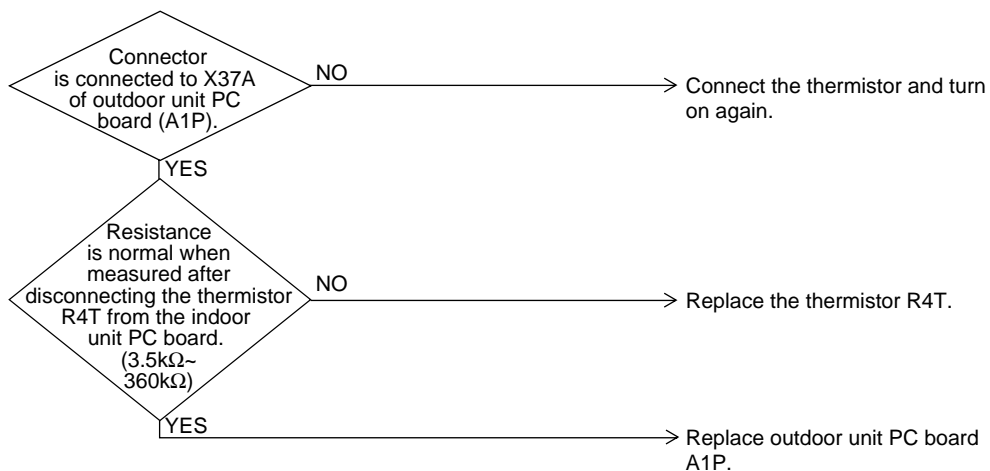 Connector
is connected to X37A
of outdoor unit PC
board (A1P).
NO
Connect the thermistor and turn
on again.
YES
Resistance
is normal when
measured after
disconnecting the thermistor
R4T from the indoor
unit PC board.
(3.5kΩ~
360kΩ)
NO
Replace the thermistor R4T.
YES
Replace outdoor unit PC board
A1P.